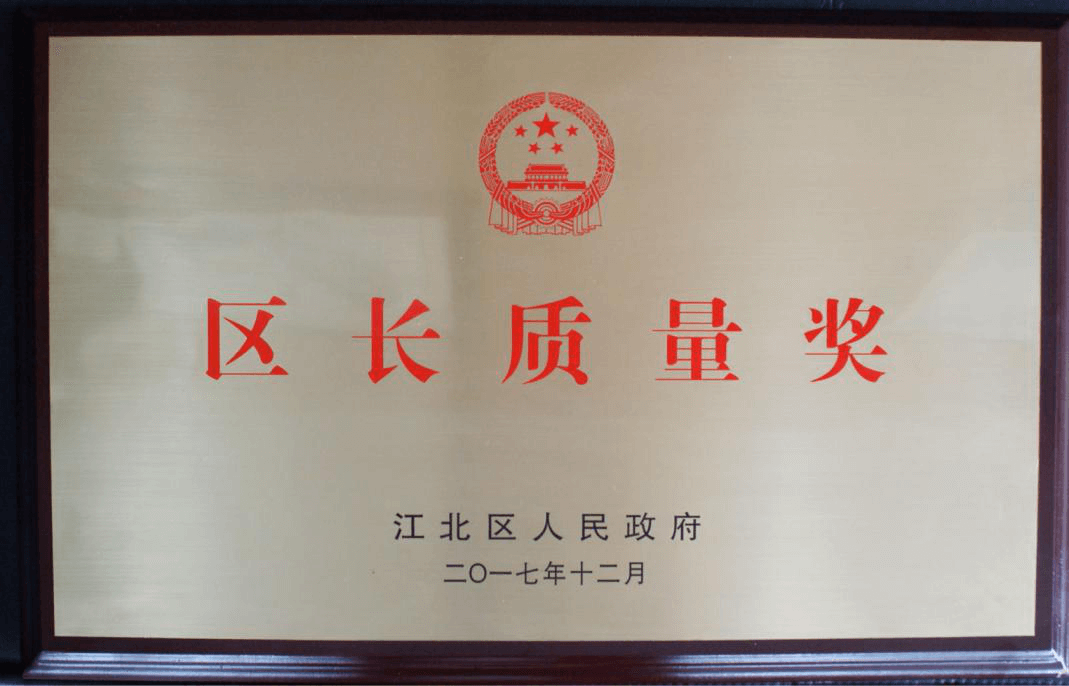 区长质量奖
江北区人民政府
二〇一七年十二月